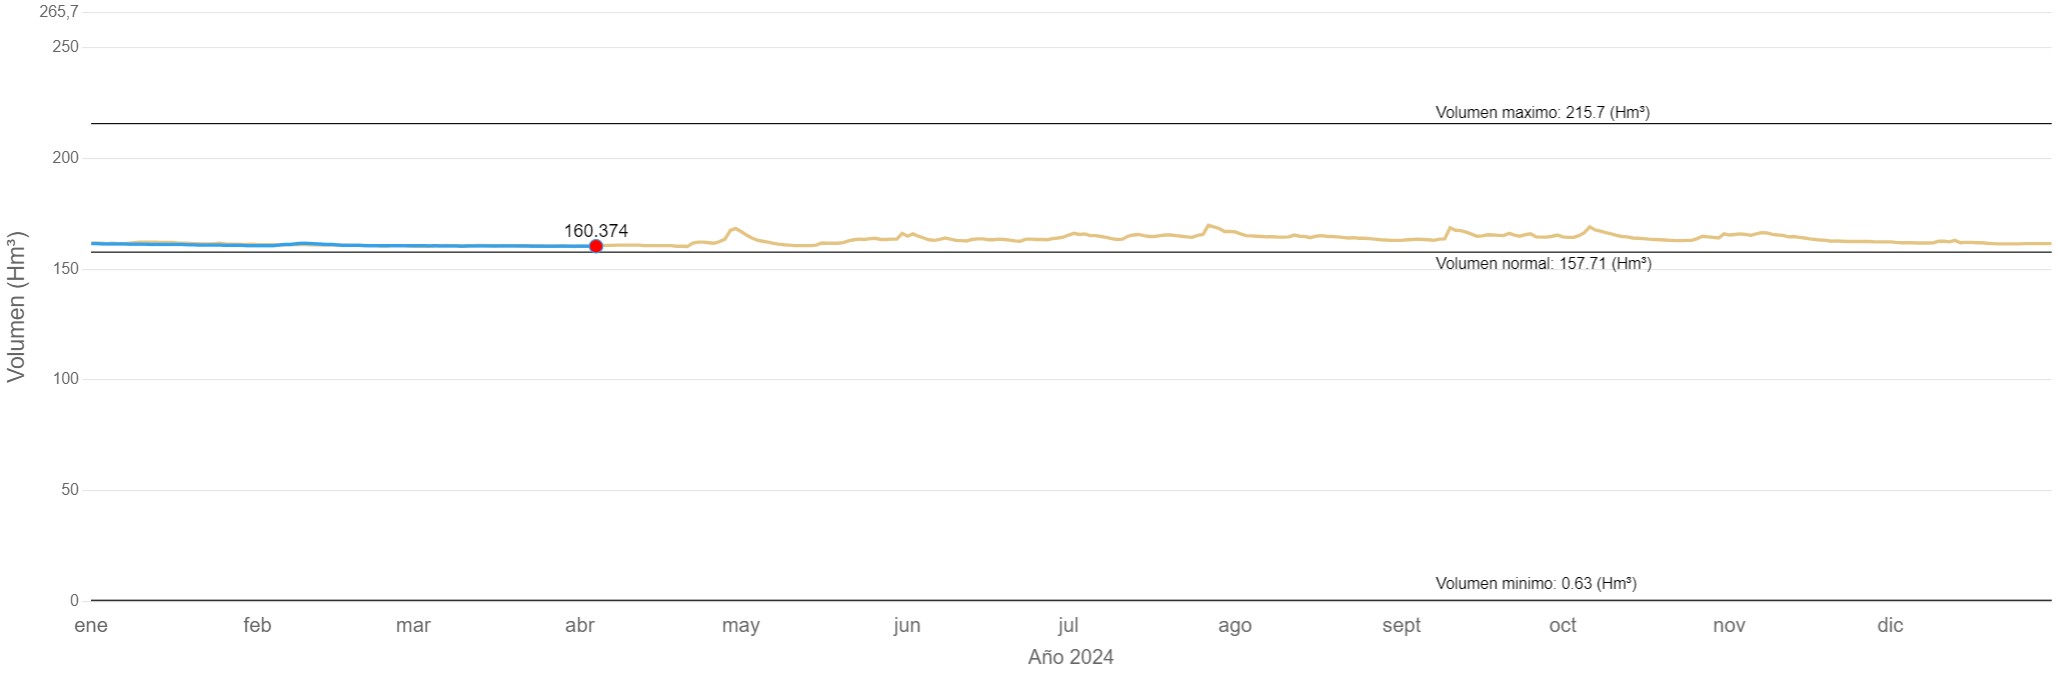 265,7
250
Volumen maximo: 215.7 (Hm³)
200
160.374
150
Volumen normal: 157.71 (Hm³)
Volumen (Hm³)
100
50
Volumen minimo: 0.63 (Hm³)
0
ene feb mar abr may jun jul ago sept oct nov dic
Año 2024